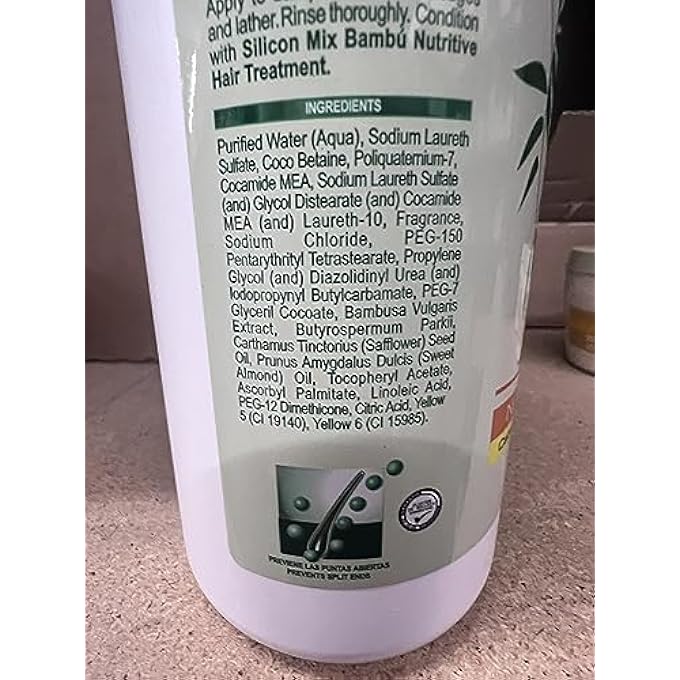 Apply to
and lather. Rinse thoroughly. Condition
with Silicon Mix Bambú Nutritive
Hair Treatment.
INGREDIENTS
Purified Water (Aqua), Sodium Laureth
Sulfate, Coco Betaine, Poliquaternium-7,
Cocamide MEA, Sodium Laureth Sulfate
(and) Glycol Distearate (and) Cocamide
MEA (and) Laureth-10, Fragrance,
Sodium Chloride, PEG-150
Pentarythrityl Tetrastearate, Propylene
Glycol (and) Diazolidinyl Urea (and)
Iodopropynyl Butylcarbamate, PEG-7
Glyceril Cocoate, Bambusa Vulgaris
Extract, Butyrospermum Parkii,
Carthamus Tinctorius (Safflower) Seed
Oil, Prunus Amygdalus Dulcis (Sweet
Almond) Oil, Tocopheryl Acetate,
Ascorbyl Palmitate, Linoleic Acid,
PEG-12 Dimethicone, Citric Acid, Yellow
5 (CI 19140), Yellow 6 (CI 15985).
PREVIENE LAS PUNTAS ABIERTAS
PREVENTS SPLIT ENDS